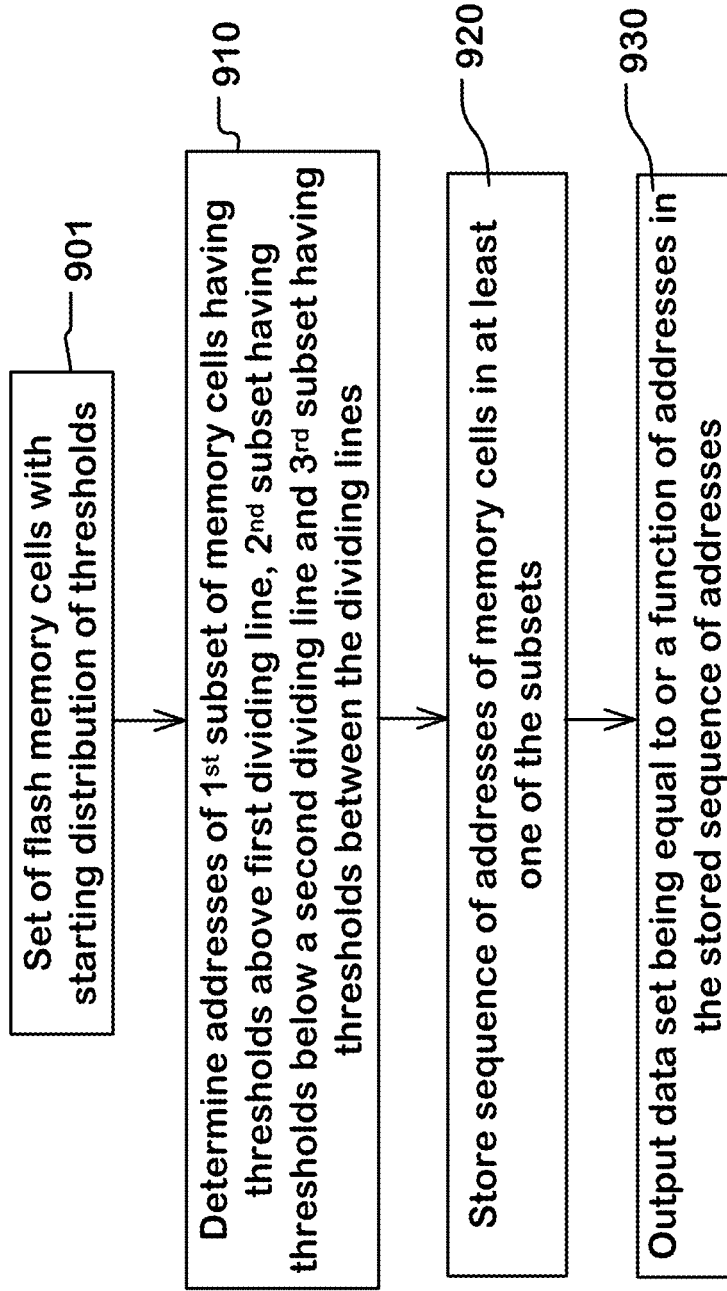 901
Set of flash memory cells with
starting distribution of thresholds
910
Determine addresses of 1st subset of memory cells having
thresholds above first dividing line, 2nd subset having
thresholds below a second dividing line and 3rd subset having
thresholds between the dividing lines
920
Store sequence of addresses of memory cells in at least
one of the subsets
930
Output data set being equal to or a function of addresses in
the stored sequence of addresses